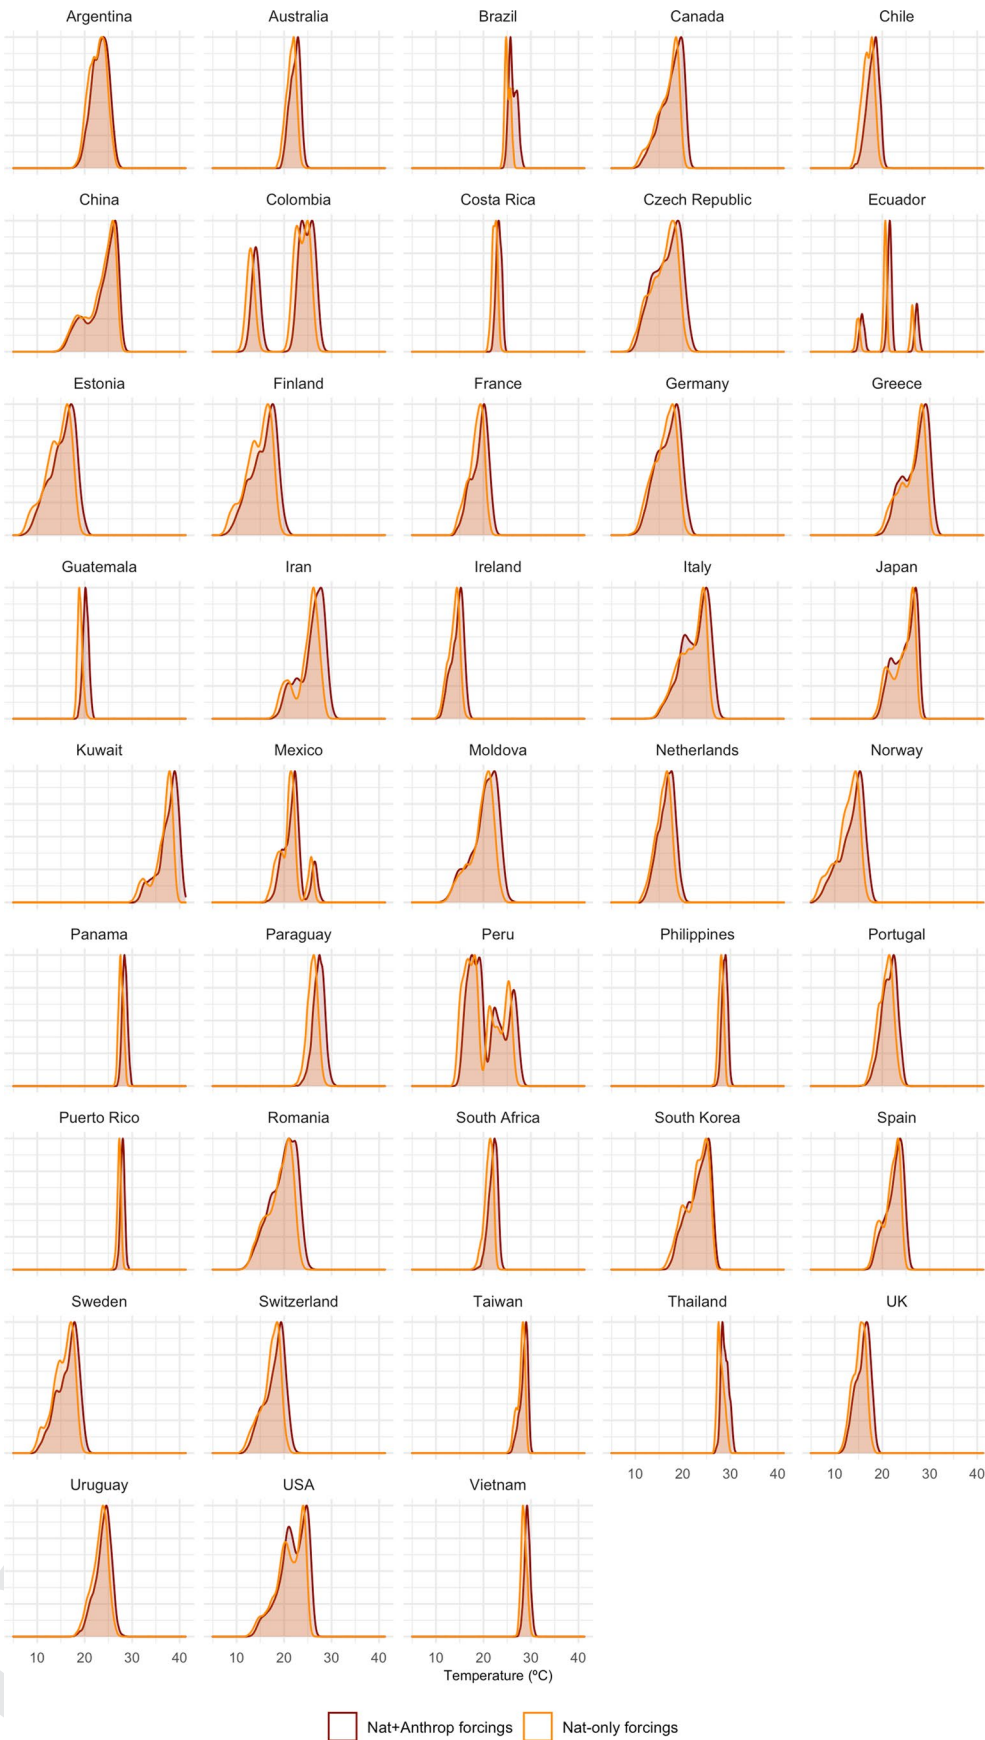 Argentina Australia Brazil Canada Chile
China Colombia Costa Rica Czech Republic Ecuador
Estonia Finland France Germany Greece
Guatemala Iran Ireland Italy Japan
Kuwait Mexico Moldova Netherlands Norway
Panama Paraguay Peru Philippines Portugal
Puerto Rico Romania South Africa South Korea Spain
Sweden Switzerland Taiwan Thailand UK
10 20 30 40 10 20 30 40
Uruguay USA Vietnam
10 20 30 40 10 20 30 40 10 20 30 40
Temperature (ºC)
Nat+Anthrop forcings Nat-only forcings